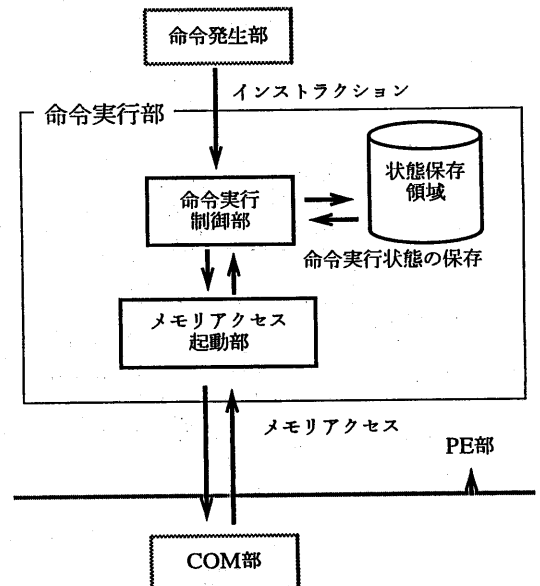 命令発生部
インストラクション
命令実行部
状態保存
領域
命令実行
制御部
命令実行状態の保存
メモリアクセス
起動部
メモリアクセス
PE部
COM部